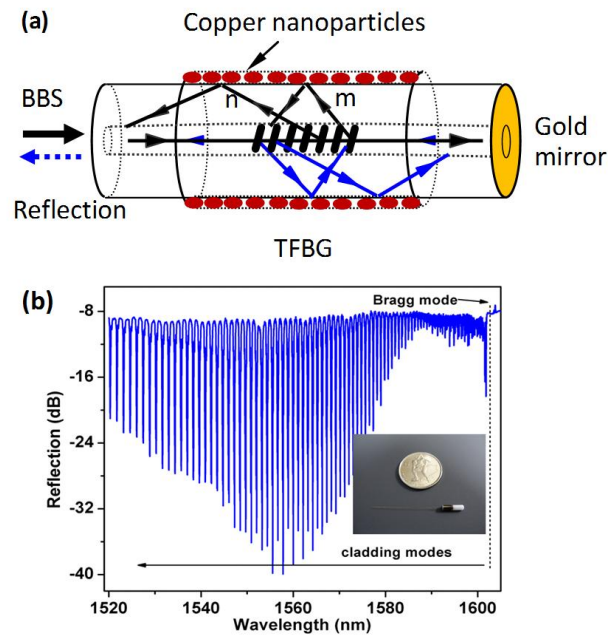 (a)
Copper nanoparticles
BBS
n
m
Gold
mirror
Reflection
TFBG
(b)
Bragg mode
-8
-16
-24
-32
-40
Reflection (dB)
cladding modes
1520
1540
1560
1580
1600
Wavelength (nm)